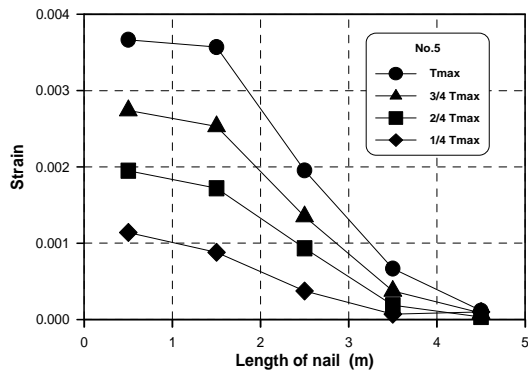 0.004
0.003
0.002
0.001
0.000
Strain
No.5
Tmax
3/4 Tmax
2/4 Tmax
1/4 Tmax
0 1 2 3 4 5
Length of nail (m)